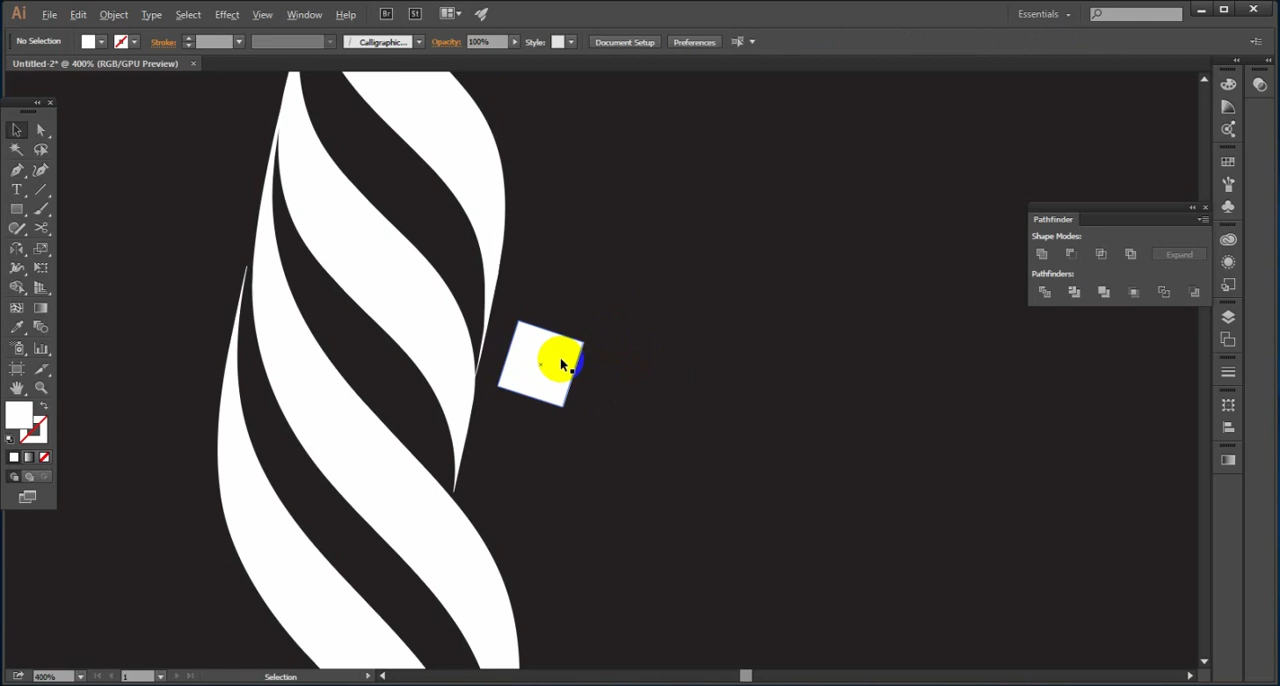 Ai File Edit Object Type Select Effect View Window Help Br St Essentials
No Selection Stroke: Calligraphic... Opacity: 100% Style: Document Setup Preferences
Untitled-2* @ 400% (RGB/GPU Preview)
Pathfinder
Shape Modes:
Expand
Pathfinders:
400% 1 Selection